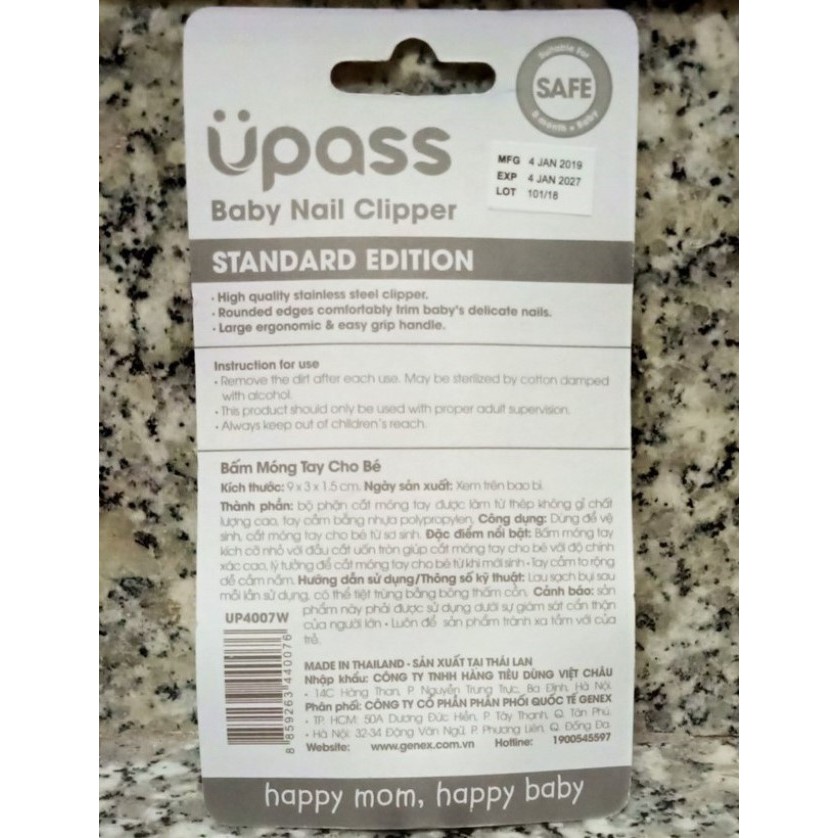 Suitable for
SAFE
0 month + Baby
Üpass
MFG 4 JAN 2019
EXP 4 JAN 2027
LOT 101/18
Baby Nail Clipper
STANDARD EDITION
• High quality stainless steel clipper.
• Rounded edges comfortably trim baby's delicate nails.
• Large ergonomic & easy grip handle.
Instruction for use
• Remove the dirt after each use. May be sterilized by cotton damped
with alcohol.
• This product should only be used with proper adult supervision.
• Always keep out of children's reach.
Bấm Móng Tay Cho Bé
Kích thước: 9 x 3 x 1.5 cm. Ngày sản xuất: Xem trên bao bì.
Thành phần: bộ phận cắt móng tay được làm từ thép không gỉ chất
lượng cao, tay cầm bằng nhựa polypropylen. Công dụng: Dùng để vệ
sinh, cắt móng tay cho bé từ sơ sinh. Đặc điểm nổi bật: Bấm móng tay
kích cỡ nhỏ với đầu cắt uốn tròn giúp cắt móng tay cho bé với độ chính
xác cao, lý tưởng để cắt móng tay cho bé từ khi mới sinh • Tay cầm to rộng
dễ cầm nắm. Hướng dẫn sử dụng/Thông số kỹ thuật: Lau sạch bụi sau
mỗi lần sử dụng, có thể tiệt trùng bằng bông thấm cồn. Cảnh báo: sản
phẩm này phải được sử dụng dưới sự giám sát cẩn thận
của người lớn • Luôn để sản phẩm tránh xa tầm với của
trẻ.
UP4007W
8 859263 440076
MADE IN THAILAND - SẢN XUẤT TẠI THÁI LAN
Nhập khẩu: CÔNG TY TNHH HÀNG TIÊU DÙNG VIỆT CHÂU
• 14C Hàng Than, P. Nguyễn Trung Trực, Ba Đình, Hà Nội.
Phân phối: CÔNG TY CỔ PHẦN PHÂN PHỐI QUỐC TẾ GENEX
• TP. HCM: 50A Dương Đức Hiền, P. Tây Thạnh, Q. Tân Phú.
• Hà Nội: 32-34 Đặng Văn Ngữ, P. Phương Liên, Q. Đống Đa.
Website: www.genex.com.vn Hotline: 1900545597
happy mom, happy baby